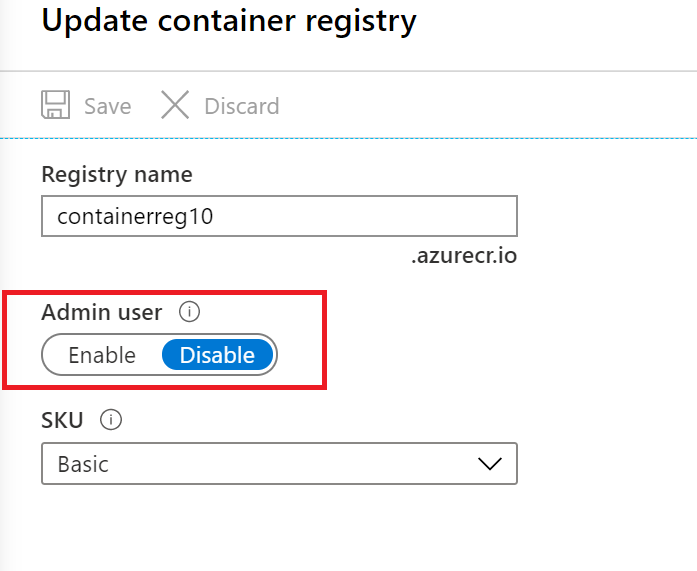 Update container registry
Save Discard
Registry name
containerreg10
.azurecr.io
Admin user
Enable Disable
SKU
Basic